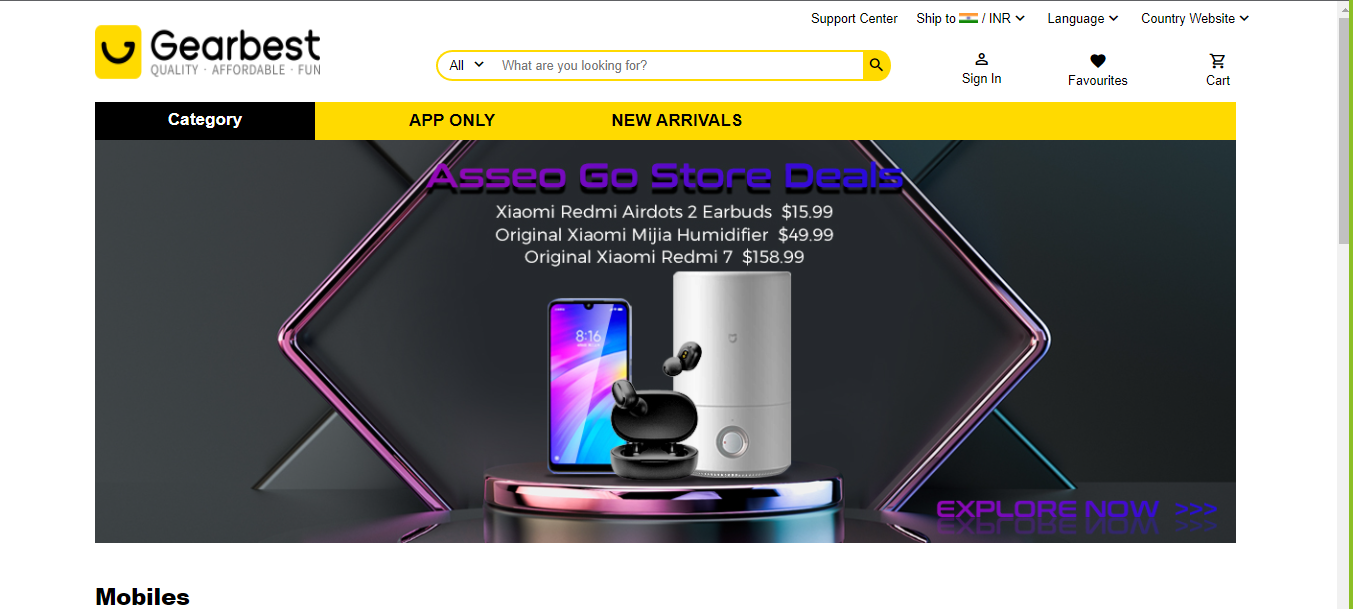 Support Center Ship to / INR Language Country Website
Gearbest
QUALITY · AFFORDABLE · FUN
All What are you looking for?
Sign In Favourites Cart
Category APP ONLY NEW ARRIVALS
Asseo Go Store Deals
Xiaomi Redmi Airdots 2 Earbuds $15.99
Original Xiaomi Mijia Humidifier $49.99
Original Xiaomi Redmi 7 $158.99
8:16
EXPLORE NOW >>>
Mobiles